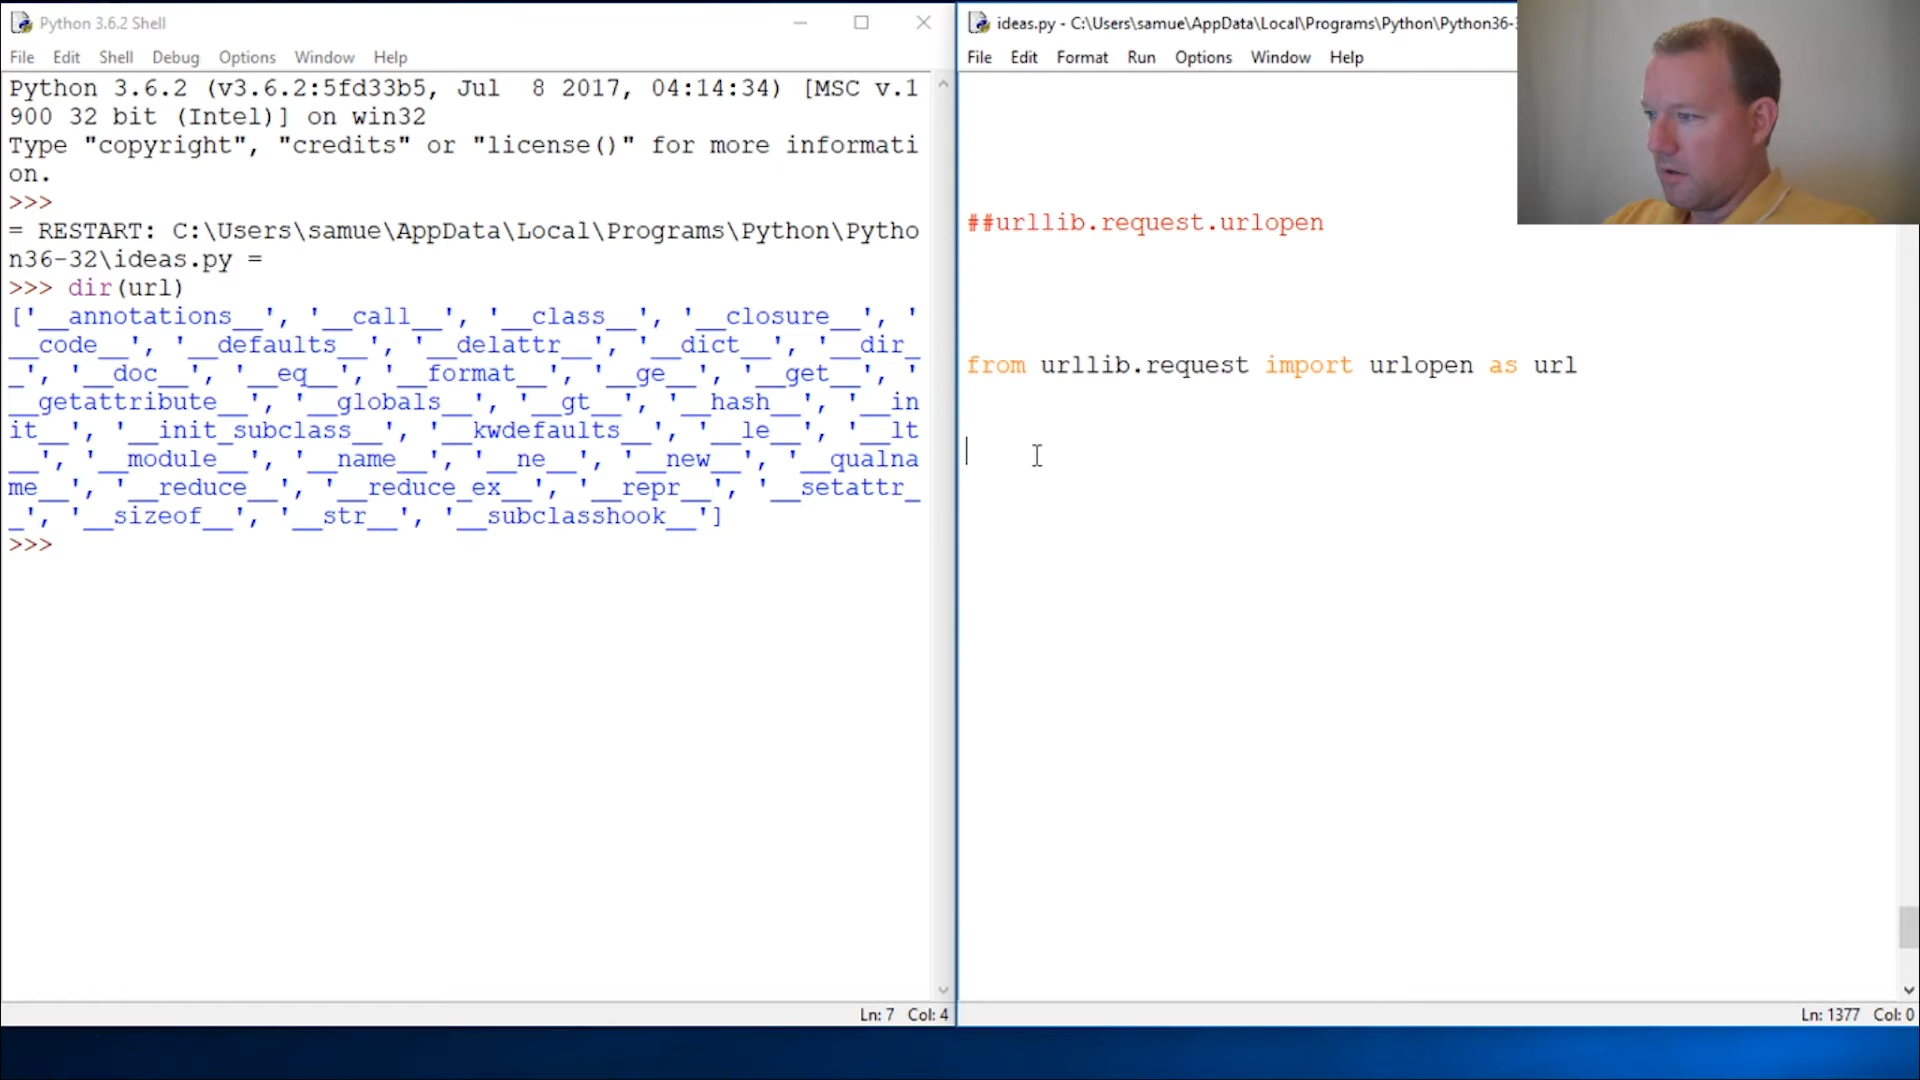 Python 3.6.2 Shell
File Edit Shell Debug Options Window Help
Python 3.6.2 (v3.6.2:5fd33b5, Jul  8 2017, 04:14:34) [MSC v.1
900 32 bit (Intel)] on win32
Type "copyright", "credits" or "license()" for more informati
on.
>>>
= RESTART: C:\Users\samue\AppData\Local\Programs\Python\Pytho
n36-32\ideas.py =
>>> dir(url)
['__annotations__', '__call__', '__class__', '__closure__', '
__code__', '__defaults__', '__delattr__', '__dict__', '__dir_
_', '__doc__', '__eq__', '__format__', '__ge__', '__get__', '
__getattribute__', '__globals__', '__gt__', '__hash__', '__in
it__', '__init_subclass__', '__kwdefaults__', '__le__', '__lt
__', '__module__', '__name__', '__ne__', '__new__', '__qualna
me__', '__reduce__', '__reduce_ex__', '__repr__', '__setattr_
_', '__sizeof__', '__str__', '__subclasshook__']
>>>
Ln: 7 Col: 4
ideas.py - C:\Users\samue\AppData\Local\Programs\Python\Python36-
File Edit Format Run Options Window Help
##urllib.request.urlopen
from urllib.request import urlopen as url
Ln: 1377 Col: 0